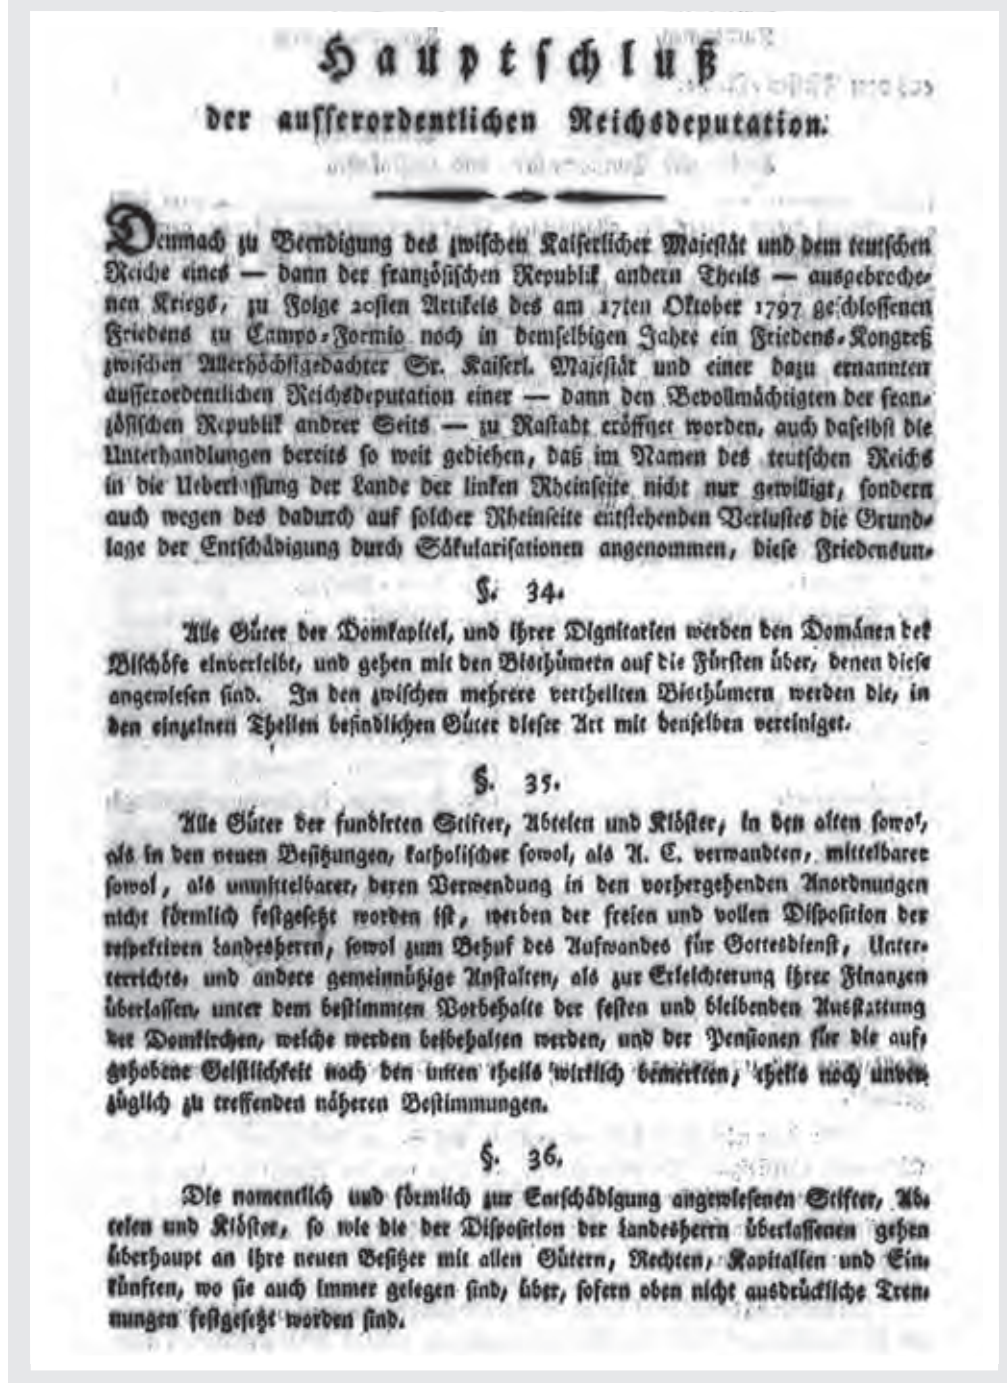 Hauptschluß
der ausserordentlichen Reichsdeputation.
Demnach zu Beendigung des zwischen Kaiserlicher Majestät und dem teutschen
Reiche eines — dann der französischen Republik andern Theils — ausgebroche-
nen Kriegs, zu Folge 20sten Artikels des am 17ten Oktober 1797 geschlossenen
Friedens zu Campo-Formio noch in demselbigen Jahre ein Friedens-Kongreß
zwischen Allerhöchstgedachter Sr. Kaiserl. Majestät und einer dazu ernannten
ausserordentlichen Reichsdeputation einer — dann den Bevollmächtigten der fran-
zösischen Republik andrer Seits — zu Rastadt eröffnet worden, auch daselbst die
Unterhandlungen bereits so weit gediehen, daß im Namen des teutschen Reichs
in die Ueberlassung der Lande der linken Rheinseite nicht nur gewilligt, sondern
auch wegen des dadurch auf solcher Rheinseite entstehenden Verlustes die Grund-
lage der Entschädigung durch Säkularisationen angenommen, diese Friedensun-
§. 34.
Alle Güter der Domkapitel, und ihrer Dignitarien werden den Domänen der
Bischöfe einverleibt, und gehen mit den Bisthümern auf die Fürsten über, denen diese
angewiesen sind. In den zwischen mehrere vertheilten Bisthümern werden die, in
den einzelnen Theilen befindlichen Güter dieser Art mit denselben vereiniget.
§. 35.
Alle Güter der fundirten Stifter, Abteien und Klöster, in den alten sowol,
als in den neuen Besitzungen, katholischer sowol, als A. C. verwandten, mittelbarer
sowol, als unmittelbarer, deren Verwendung in den vorhergehenden Anordnungen
nicht förmlich festgesetzt worden ist, werden der freien und vollen Disposition der
respektiven Landesherrn, sowol zum Behuf des Aufwandes für Gottesdienst, Unter-
terrichts- und andere gemeinnützige Anstalten, als zur Erleichterung ihrer Finanzen
überlassen, unter dem bestimmten Vorbehalte der festen und bleibenden Ausstattung
der Domkirchen, welche werden beibehalten werden, und der Pensionen für die auf-
gehobene Geistlichkeit nach den unten theils wirklich bemerkten, theils noch unver-
züglich zu treffenden näheren Bestimmungen.
§. 36.
Die namentlich und förmlich zur Entschädigung angewiesenen Stifter, Ab-
teien und Klöster, so wie die der Disposition der Landesherrn überlassenen gehen
überhaupt an ihre neuen Besitzer mit allen Gütern, Rechten, Kapitalien und Ein-
künften, wo sie auch immer gelegen sind, über, sofern oben nicht ausdrückliche Tren-
nungen festgesetzt worden sind.